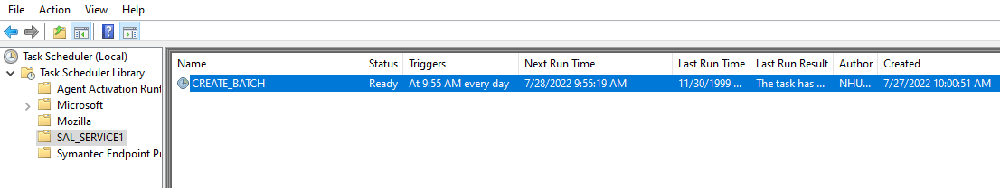 File Action View Help
Task Scheduler (Local)
Task Scheduler Library
Agent Activation Runt
Microsoft
Mozilla
SAL_SERVICE1
Symantec Endpoint Pr
Name Status Triggers Next Run Time Last Run Time Last Run Result Author Created
CREATE_BATCH Ready At 9:55 AM every day 7/28/2022 9:55:19 AM 11/30/1999 ... The task has ... NHU... 7/27/2022 10:00:51 AM